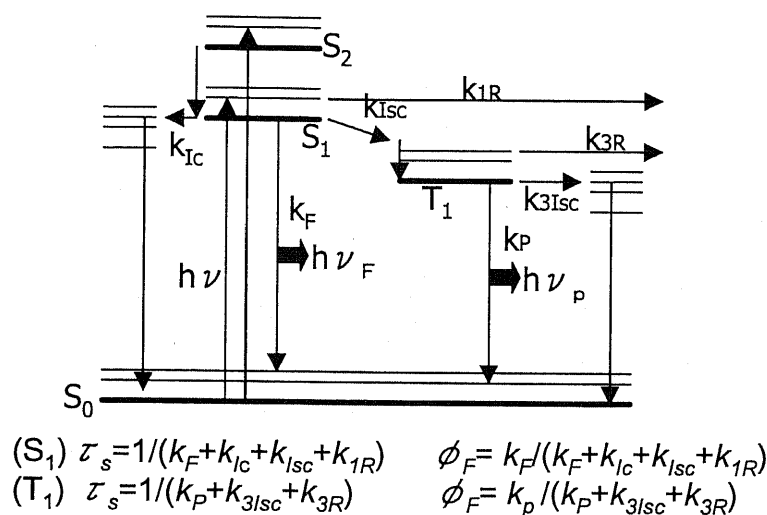 S₂
k₁R
kIsc
S₁
kIc
k₃R
T₁
k₃Isc
kF
kP
hν
hνF
hνp
S₀
(S₁) τₛ=1/(kF+kIc+kIsc+k₁R) ϕF= kF/(kF+kIc+kIsc+k₁R)
(T₁) τₛ=1/(kP+k₃Isc+k₃R) ϕF= kp/(kP+k₃Isc+k₃R)